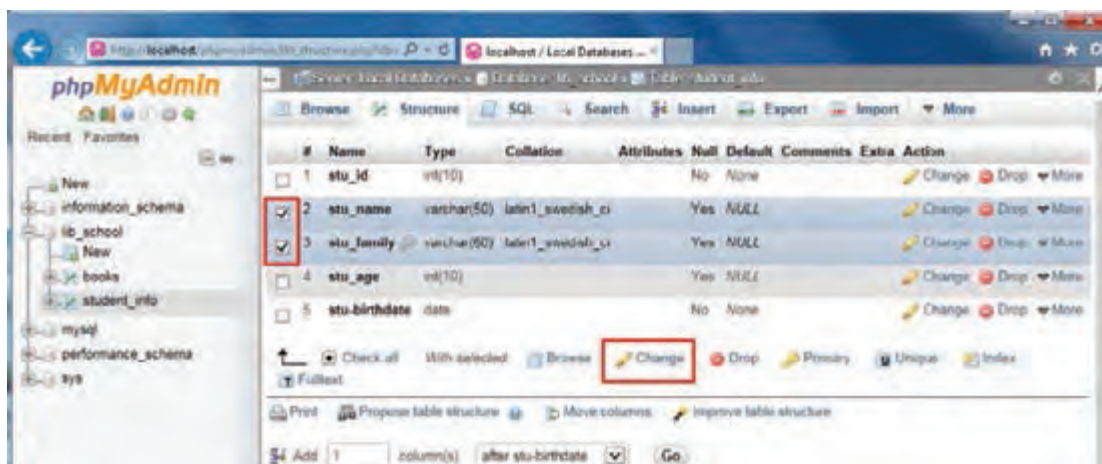 localhost
localhost / Local Databases ...
phpMyAdmin
Recent Favorites
New
information_schema
lib_school
New
books
student_info
mysql
performance_schema
sys
Browse Structure SQL Search Insert Export Import More
# Name Type Collation Attributes Null Default Comments Extra Action
1 stu_id int(10) No None Change Drop More
2 stu_name varchar(50) latin1_swedish_ci Yes NULL Change Drop More
3 stu_family varchar(60) latin1_swedish_ci Yes NULL Change Drop More
4 stu_age int(10) Yes NULL Change Drop More
5 stu-birthdate date No None Change Drop More
Check all With selected Browse Change Drop Primary Unique Index
Fulltext
Print Propose table structure Move columns Improve table structure
Add 1 column(s) after stu-birthdate Go